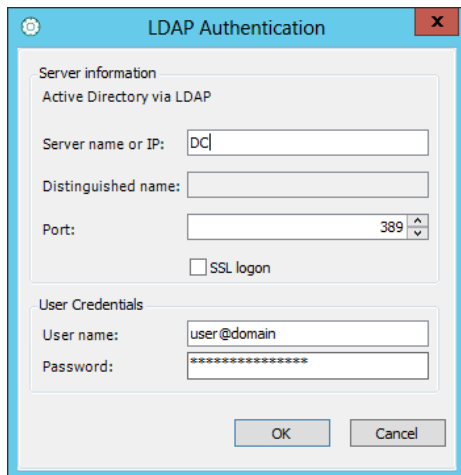 LDAP Authentication
x
Server information
Active Directory via LDAP
Server name or IP: DC
Distinguished name:
Port: 389
SSL logon
User Credentials
User name: user@domain
Password: ***************
OK Cancel